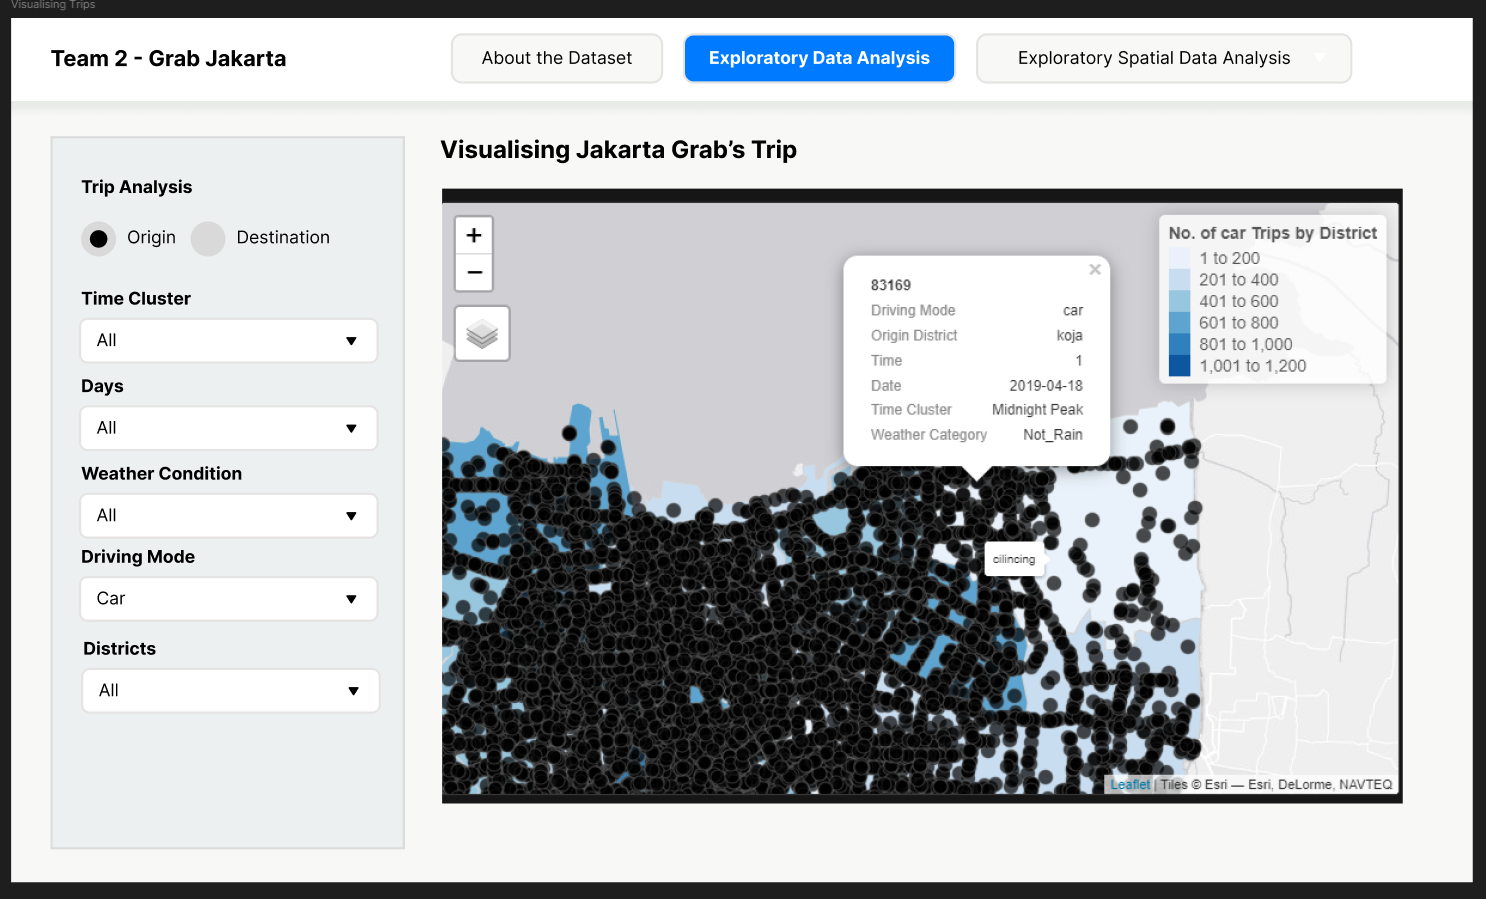 Visualising Trips
Team 2 - Grab Jakarta
About the Dataset
Exploratory Data Analysis
Exploratory Spatial Data Analysis
Trip Analysis
Origin
Destination
Time Cluster
All
Days
All
Weather Condition
All
Driving Mode
Car
Districts
All
Visualising Jakarta Grab’s Trip
+
−
83169
Driving Mode car
Origin District koja
Time 1
Date 2019-04-18
Time Cluster Midnight Peak
Weather Category Not_Rain
×
No. of car Trips by District
1 to 200
201 to 400
401 to 600
601 to 800
801 to 1,000
1,001 to 1,200
cilincing
Leaflet | Tiles © Esri — Esri, DeLorme, NAVTEQ